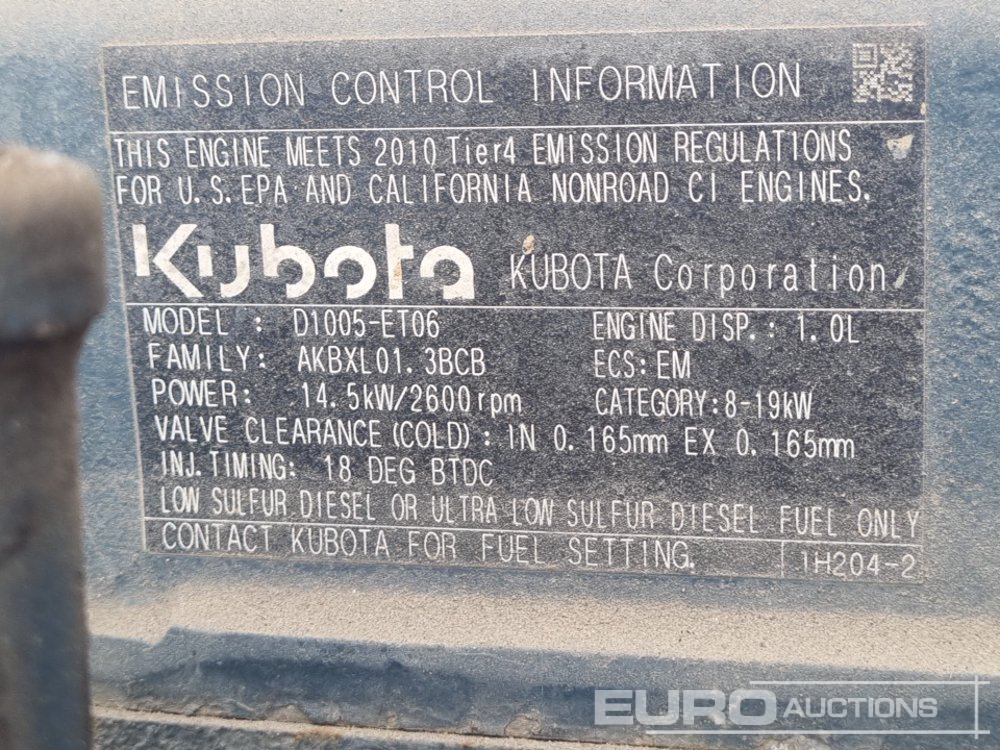 EMISSION CONTROL INFORMATION
THIS ENGINE MEETS 2010 Tier4 EMISSION REGULATIONS
FOR U.S. EPA AND CALIFORNIA NONROAD CI ENGINES.
Kubota KUBOTA Corporation
MODEL : D1005-ET06 ENGINE DISP.: 1.0L
FAMILY: AKBXL01.3BCB ECS: EM
POWER: 14.5kW/2600rpm CATEGORY: 8-19kW
VALVE CLEARANCE (COLD) : IN 0.165mm EX 0.165mm
INJ. TIMING: 18 DEG BTDC
LOW SULFUR DIESEL OR ULTRA LOW SULFUR DIESEL FUEL ONLY
CONTACT KUBOTA FOR FUEL SETTING. 1H204-2
EURO AUCTIONS